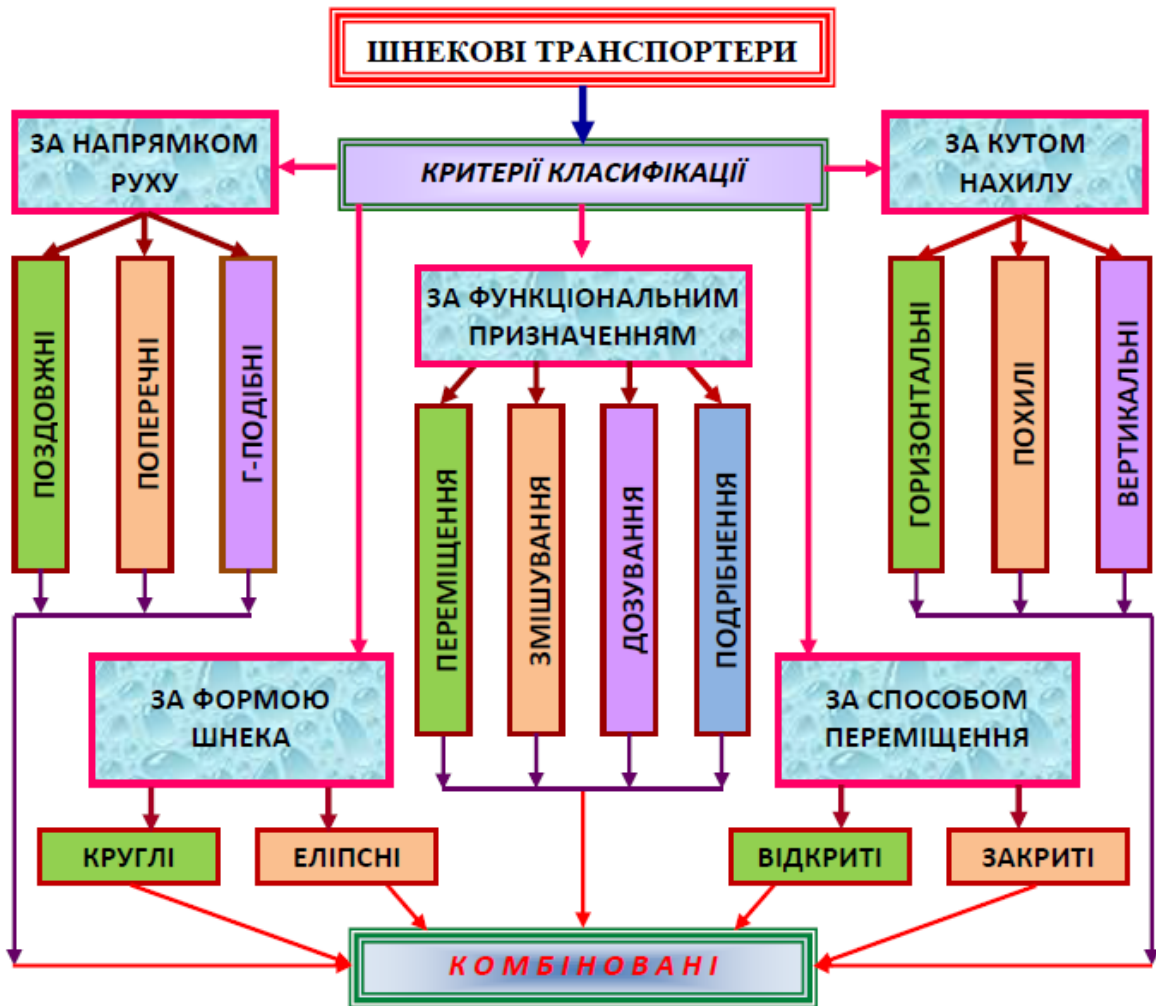 ШНЕКОВІ ТРАНСПОРТЕРИ
КРИТЕРІЇ КЛАСИФІКАЦІЇ
ЗА НАПРЯМКОМ
РУХУ
ПОЗДОВЖНІ
ПОПЕРЕЧНІ
Г-ПОДІБНІ
ЗА ФУНКЦІОНАЛЬНИМ
ПРИЗНАЧЕННЯМ
ПЕРЕМІЩЕННЯ
ЗМІШУВАННЯ
ДОЗУВАННЯ
ПОДРІБНЕННЯ
ЗА КУТОМ
НАХИЛУ
ГОРИЗОНТАЛЬНІ
ПОХИЛІ
ВЕРТИКАЛЬНІ
ЗА ФОРМОЮ
ШНЕКА
КРУГЛІ
ЕЛІПСНІ
ЗА СПОСОБОМ
ПЕРЕМІЩЕННЯ
ВІДКРИТІ
ЗАКРИТІ
КОМБІНОВАНІ